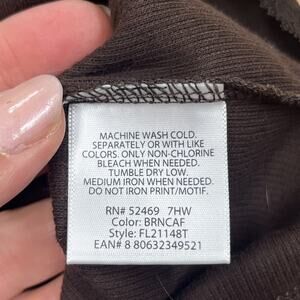 MACHINE WASH COLD.
SEPARATELY OR WITH LIKE
COLORS. ONLY NON-CHLORINE
BLEACH WHEN NEEDED.
TUMBLE DRY LOW.
MEDIUM IRON WHEN NEEDED.
DO NOT IRON PRINT/MOTIF.
RN# 52469 7HW
Color: BRNCAF
Style: FL21148T
EAN# 8 80632349521